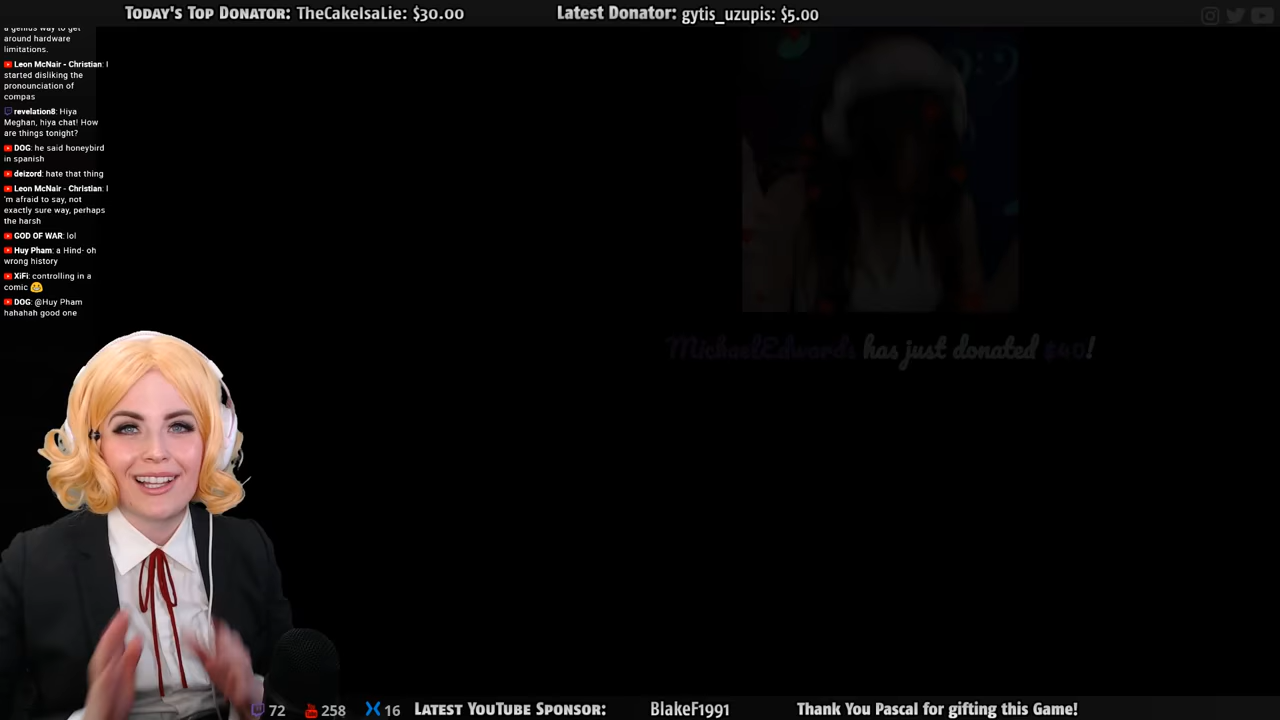 Today's Top Donator: TheCakeIsaLie: $30.00
Latest Donator: gytis_uzupis: $5.00
a genius way to get
around hardware
limitations.
Leon McNair - Christian: I
started disliking the
pronounciation of
compas
revelation8: Hiya
Meghan, hiya chat! How
are things tonight?
DOG: he said honeybird
in spanish
deizord: hate that thing
Leon McNair - Christian: I
'm afraid to say, not
exactly sure way, perhaps
the harsh
GOD OF WAR: lol
Huy Pham: a Hind- oh
wrong history
XiFi: controlling in a
comic
DOG: @Huy Pham
hahahah good one
MichaelEdwards has just donated $40!
72
258
16
Latest YouTube Sponsor: BlakeF1991
Thank You Pascal for gifting this Game!